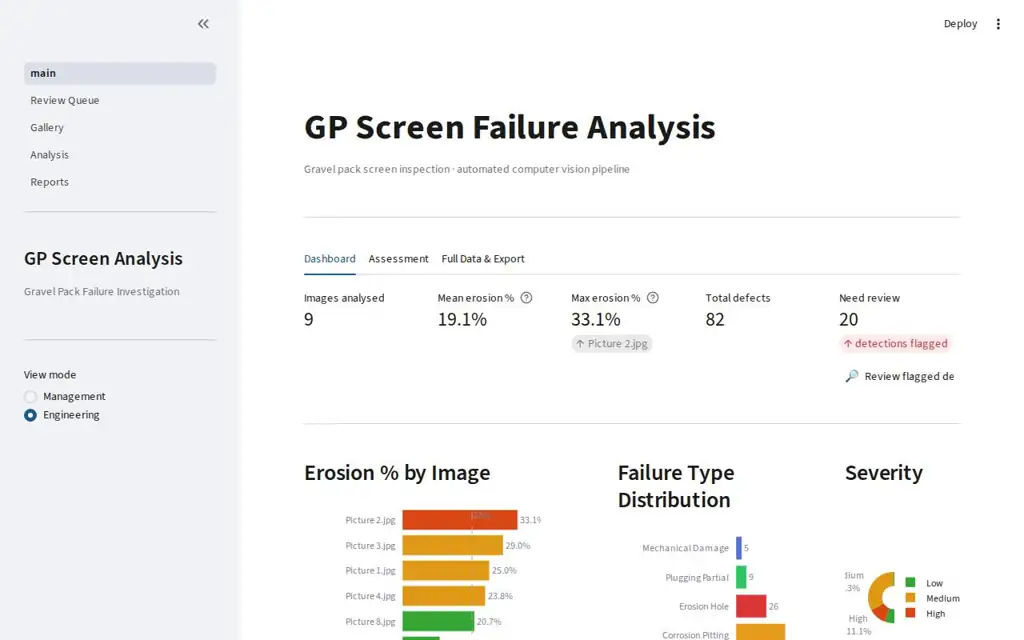 Deploy
main
Review Queue
Gallery
Analysis
Reports
GP Screen Analysis
Gravel Pack Failure Investigation
View mode
Management
Engineering
GP Screen Failure Analysis
Gravel pack screen inspection · automated computer vision pipeline
Dashboard Assessment Full Data & Export
Images analysed Mean erosion % Max erosion % Total defects Need review
9 19.1% 33.1% 82 20
↑ Picture 2.jpg ↑ detections flagged
🔎 Review flagged de
Erosion % by Image
Picture 2.jpg 33.1%
Picture 3.jpg 29.0%
Picture 1.jpg 25.0%
Picture 4.jpg 23.8%
Picture 8.jpg 20.7%
Failure Type
Distribution
Mechanical Damage 5
Plugging Partial 9
Erosion Hole 26
Corrosion Pitting
Severity
Low
Medium
High
High
11.1%